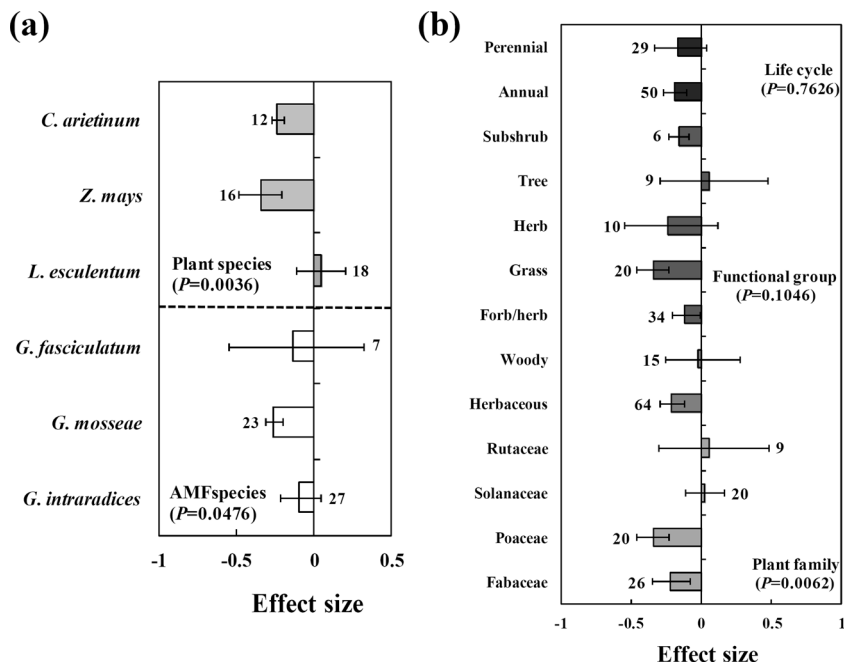 (a)
C. arietinum
12
Z. mays
16
L. esculentum
Plant species
18
(P=0.0036)
G. fasciculatum
7
G. mosseae
23
G. intraradices
AMFspecies
27
(P=0.0476)
-1
-0.5
0
0.5
Effect size
(b)
Perennial
29
Life cycle
(P=0.7626)
Annual
50
Subshrub
6
Tree
9
Herb
10
Grass
20
Functional group
(P=0.1046)
Forb/herb
34
Woody
15
Herbaceous
64
Rutaceae
9
Solanaceae
20
Poaceae
20
Plant family
(P=0.0062)
Fabaceae
26
-1
-0.5
0
0.5
1
Effect size